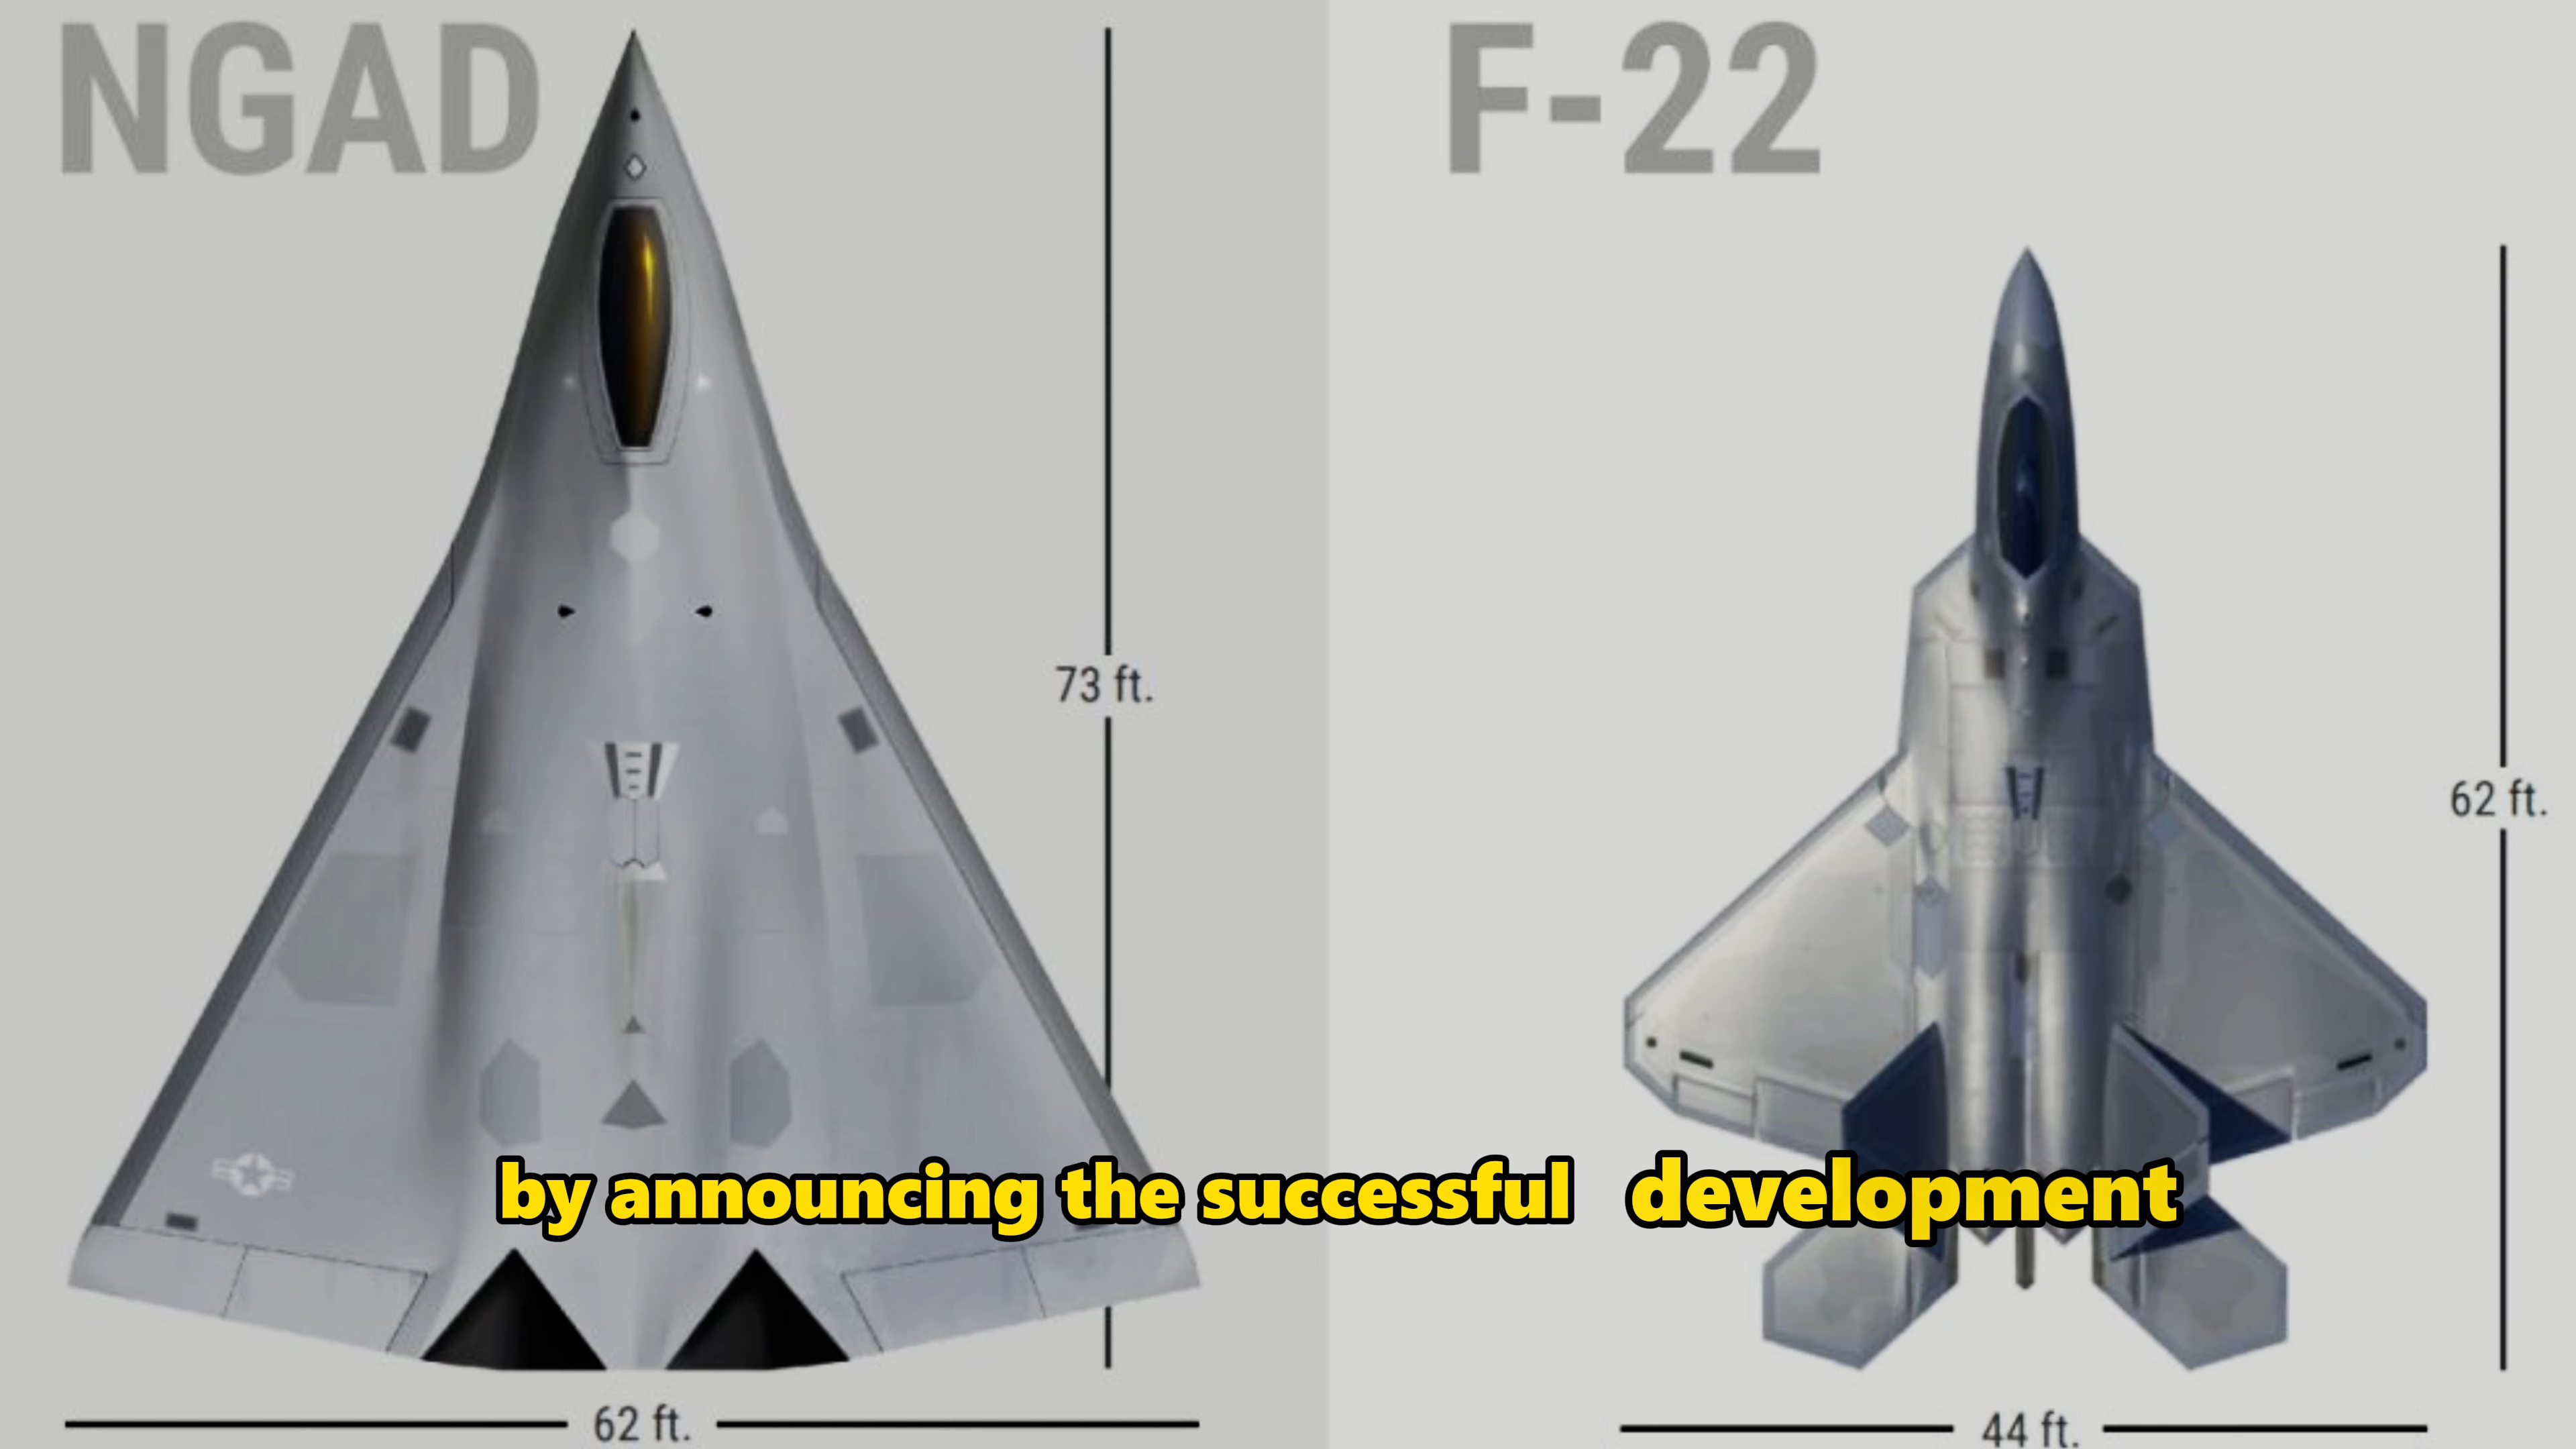 NGAD
F-22
73 ft.
62 ft.
by announcing the successful development
62 ft.
44 ft.